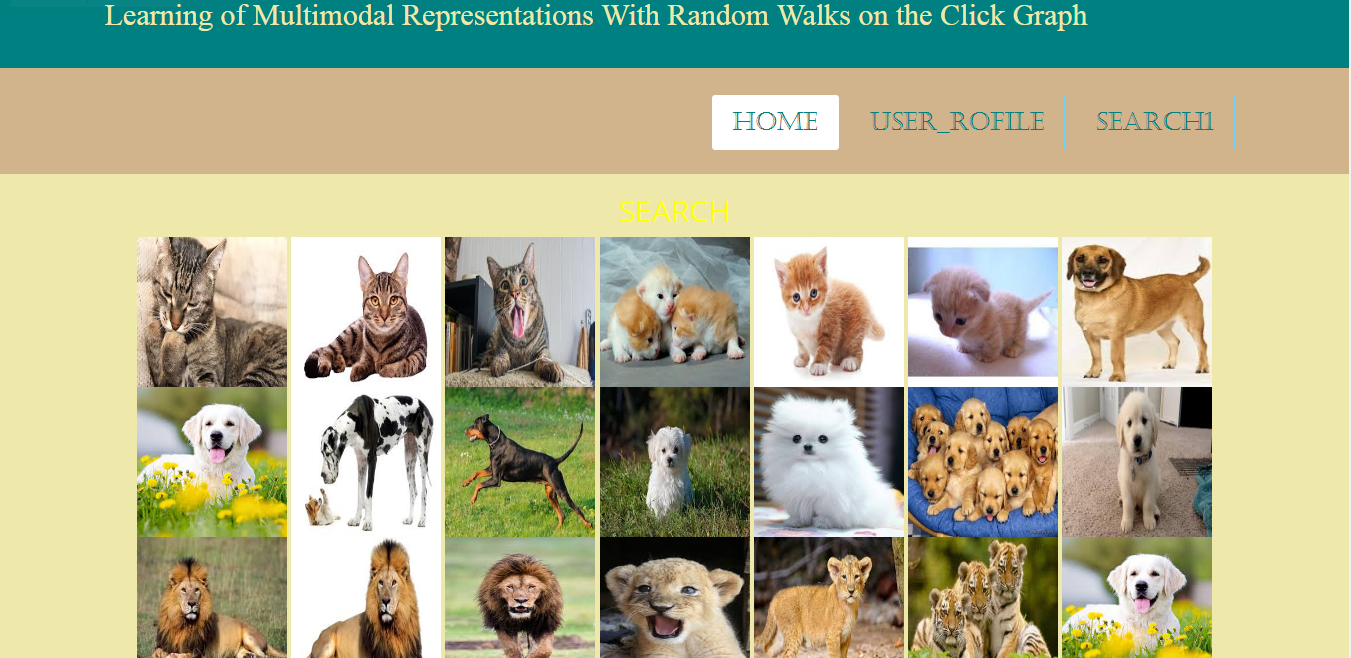 Learning of Multimodal Representations With Random Walks on the Click Graph
HOME USER_ROFILE SEARCH1
SEARCH